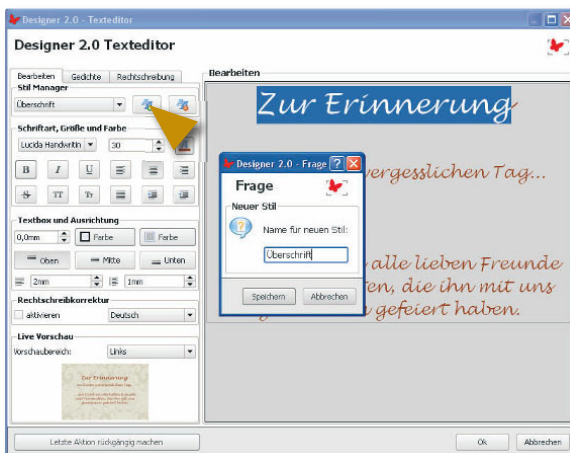 Designer 2.0 - Texteditor
Designer 2.0 Texteditor
Bearbeiten Gedichte Rechtschreibung
Stil Manager
Überschrift
Schriftart, Größe und Farbe
Lucida Handwritin 30
B I U
TT Tr
Textbox und Ausrichtung
0,0mm Farbe Farbe
Oben Mitte Unten
2mm 1mm
Rechtschreibkorrektur
aktivieren Deutsch
Live Vorschau
Vorschaubereich: Links
Zur Erinnerung
Letzte Aktion rückgängig machen
Bearbeiten
Zur Erinnerung
vergesslichen Tag...
alle lieben Freunde
die ihn mit uns
gefeiert haben.
Designer 2.0 - Frage
Frage
Neuer Stil
Name für neuen Stil:
Überschrift
Speichern Abbrechen
Ok Abbrechen